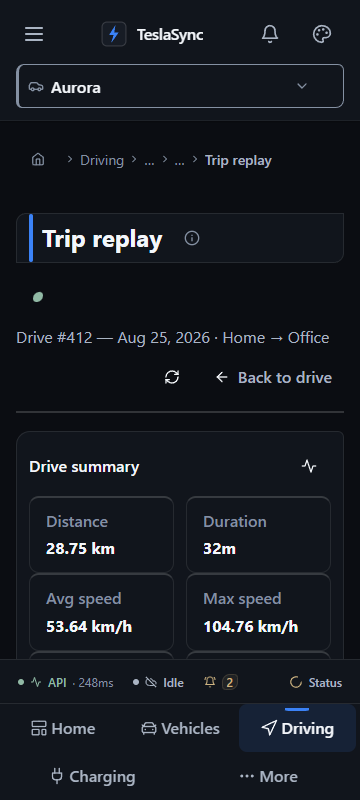 TeslaSync
Aurora
Driving ... ... Trip replay
Trip replay
Drive #412 — Aug 25, 2026 · Home → Office
← Back to drive
Drive summary
Distance Duration
28.75 km 32m
Avg speed Max speed
53.64 km/h 104.76 km/h
API · 248ms Idle 2 Status
Home Vehicles Driving
Charging ··· More